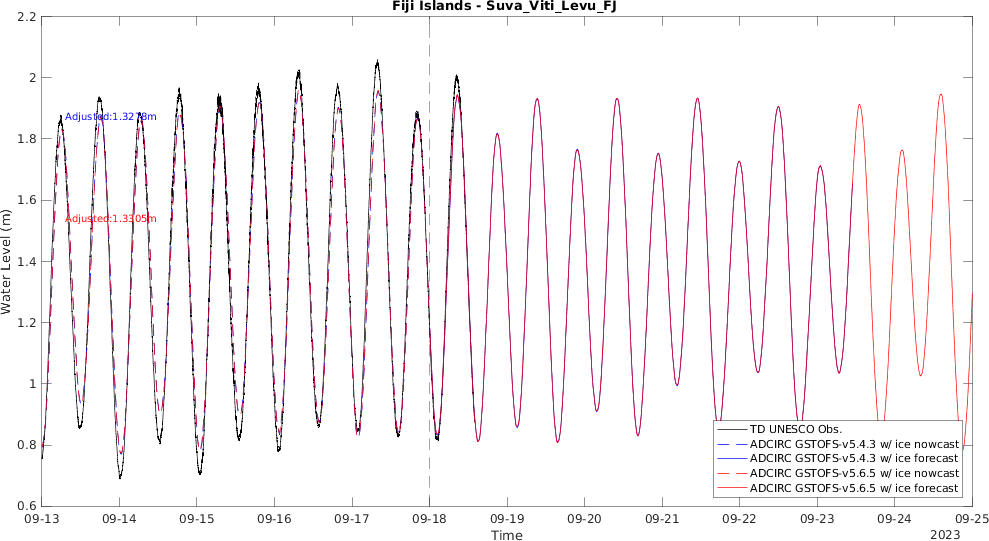 Fiji Islands - Suva_Viti_Levu_FJ
2.2
2
1.8
1.6
1.4
1.2
1
0.8
0.6
Water Level (m)
Adjusted:1.3278m
Adjusted:1.3305m
TD UNESCO Obs.
ADCIRC GSTOFS-v5.4.3 w/ ice nowcast
ADCIRC GSTOFS-v5.4.3 w/ ice forecast
ADCIRC GSTOFS-v5.6.5 w/ ice nowcast
ADCIRC GSTOFS-v5.6.5 w/ ice forecast
09-13 09-14 09-15 09-16 09-17 09-18 09-19 09-20 09-21 09-22 09-23 09-24 09-25
Time
2023